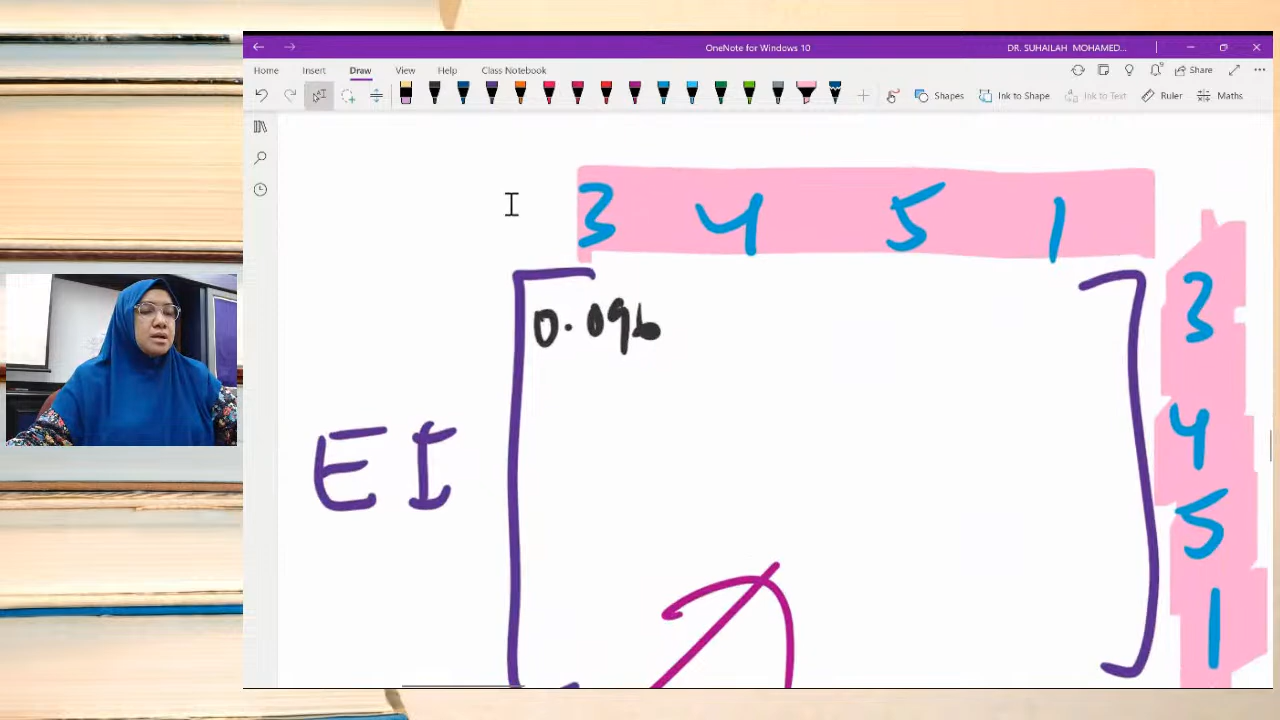 OneNote for Windows 10
DR. SUHAILAH MOHAMED...
Home Insert Draw View Help Class Notebook
Share
Shapes Ink to Shape Ink to Text Ruler Maths
3 4 5 1
0.096
3
4
5
1
EI